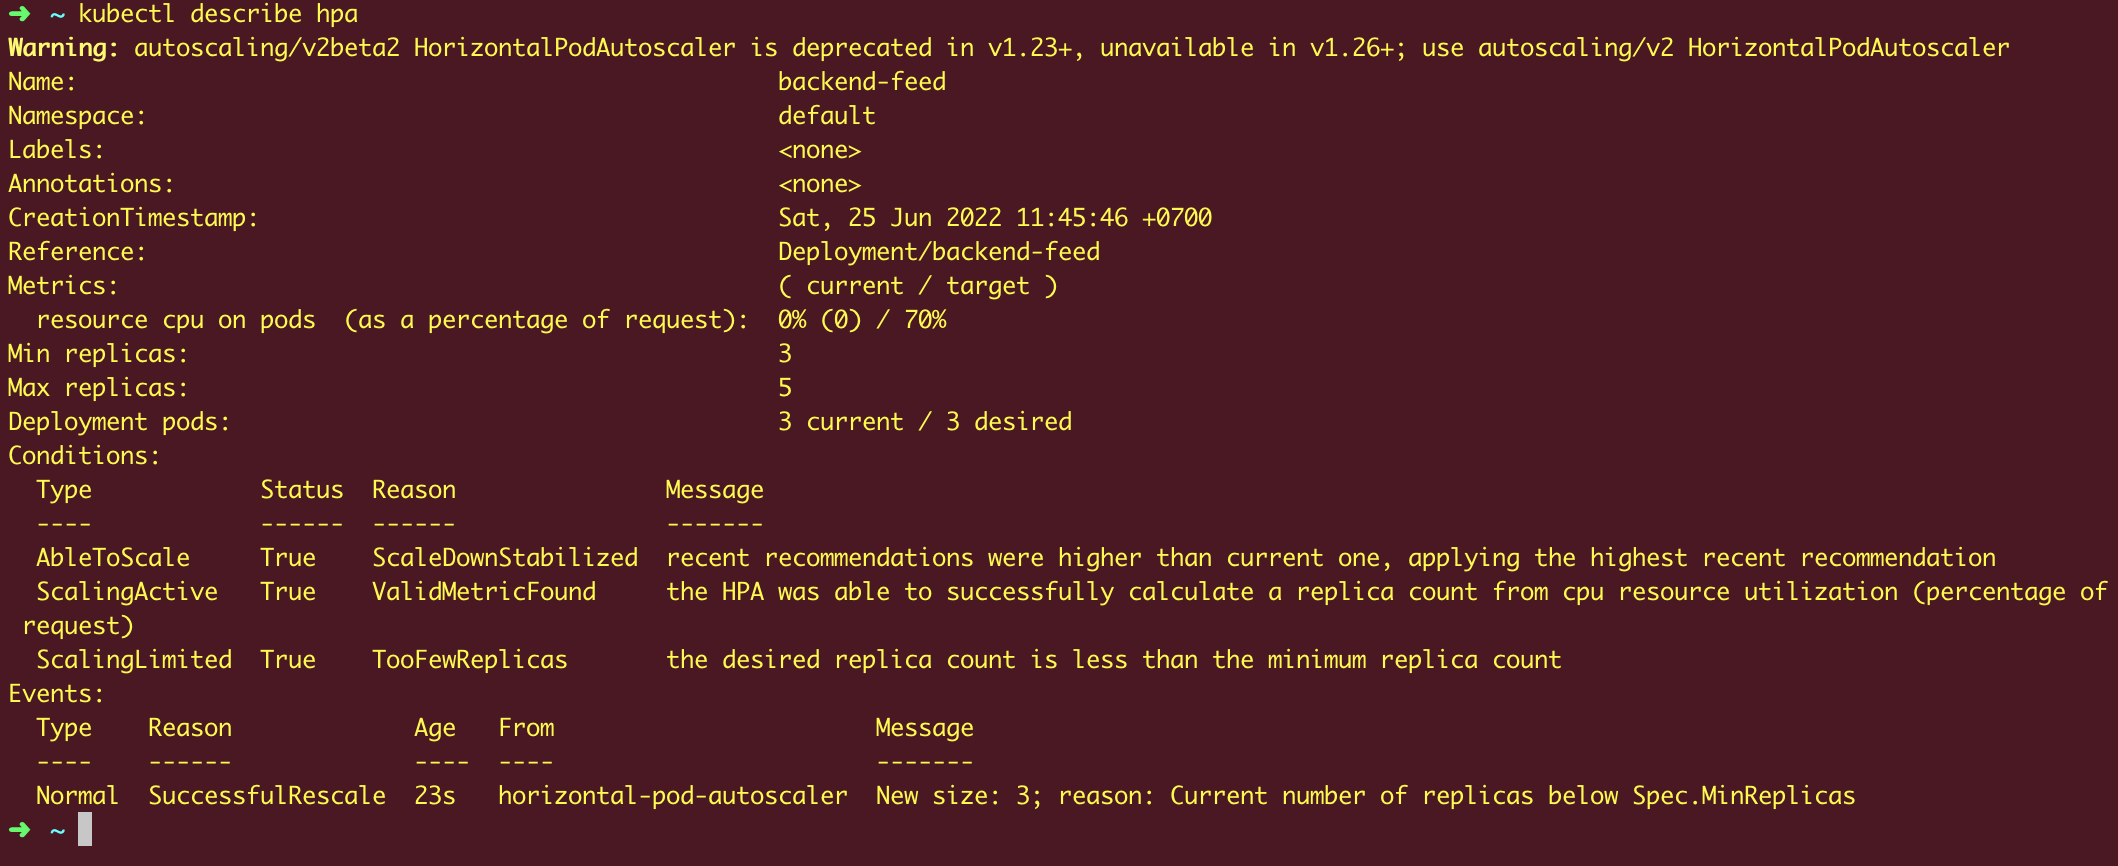 ➜ ~ kubectl describe hpa
Warning: autoscaling/v2beta2 HorizontalPodAutoscaler is deprecated in v1.23+, unavailable in v1.26+; use autoscaling/v2 HorizontalPodAutoscaler
Name:                                                  backend-feed
Namespace:                                             default
Labels:                                                <none>
Annotations:                                           <none>
CreationTimestamp:                                     Sat, 25 Jun 2022 11:45:46 +0700
Reference:                                             Deployment/backend-feed
Metrics:                                               ( current / target )
  resource cpu on pods  (as a percentage of request):  0% (0) / 70%
Min replicas:                                          3
Max replicas:                                          5
Deployment pods:                                       3 current / 3 desired
Conditions:
  Type            Status  Reason               Message
  ----            ------  ------               -------
  AbleToScale     True    ScaleDownStabilized  recent recommendations were higher than current one, applying the highest recent recommendation
  ScalingActive   True    ValidMetricFound     the HPA was able to successfully calculate a replica count from cpu resource utilization (percentage of
 request)
  ScalingLimited  True    TooFewReplicas       the desired replica count is less than the minimum replica count
Events:
  Type    Reason             Age   From                       Message
  ----    ------             ----  ----                       -------
  Normal  SuccessfulRescale  23s   horizontal-pod-autoscaler  New size: 3; reason: Current number of replicas below Spec.MinReplicas
➜ ~